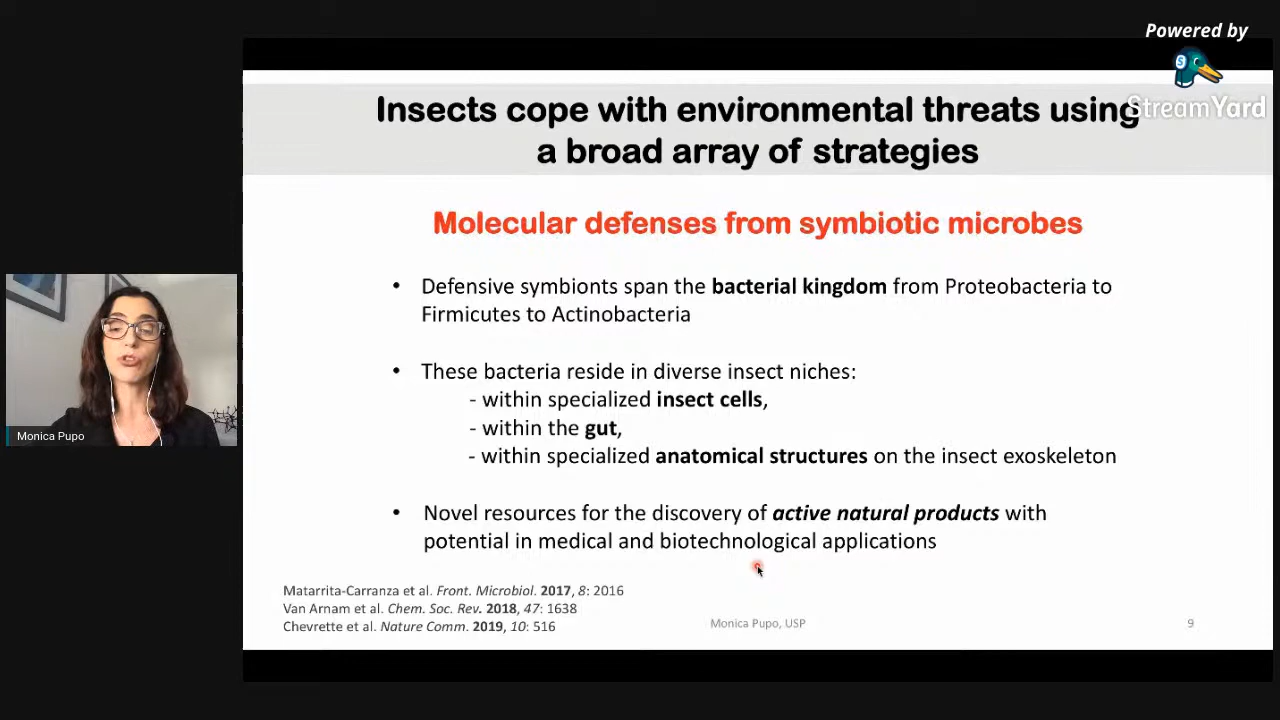 Powered by
StreamYard
Insects cope with environmental threats using
a broad array of strategies
Molecular defenses from symbiotic microbes
• Defensive symbionts span the bacterial kingdom from Proteobacteria to
Firmicutes to Actinobacteria
• These bacteria reside in diverse insect niches:
- within specialized insect cells,
- within the gut,
- within specialized anatomical structures on the insect exoskeleton
• Novel resources for the discovery of active natural products with
potential in medical and biotechnological applications
Matarrita-Carranza et al. Front. Microbiol. 2017, 8: 2016
Van Arnam et al. Chem. Soc. Rev. 2018, 47: 1638
Chevrette et al. Nature Comm. 2019, 10: 516
Monica Pupo, USP
9
Monica Pupo